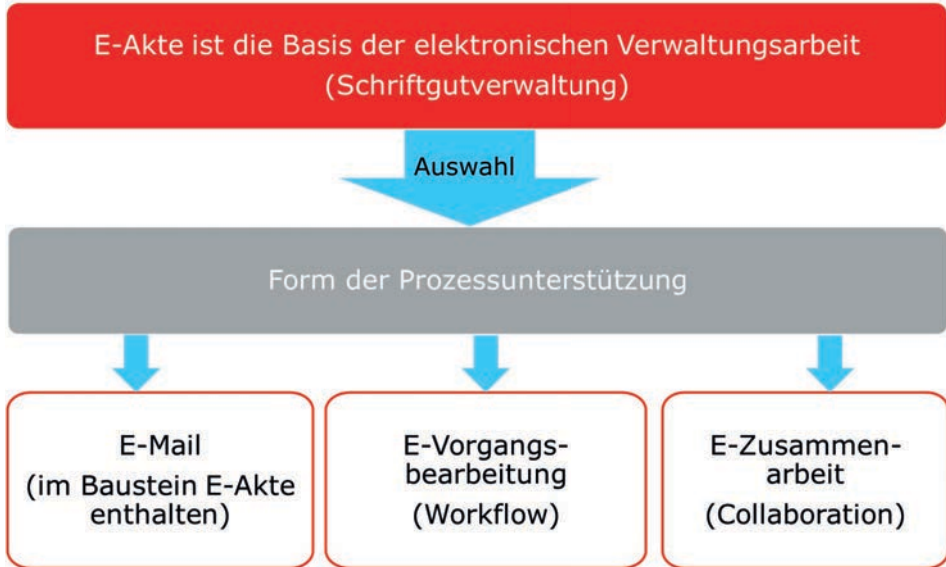 E-Akte ist die Basis der elektronischen Verwaltungsarbeit
(Schriftgutverwaltung)
Auswahl
Form der Prozessunterstützung
E-Mail
(im Baustein E-Akte
enthalten)
E-Vorgangs-
bearbeitung
(Workflow)
E-Zusammen-
arbeit
(Collaboration)